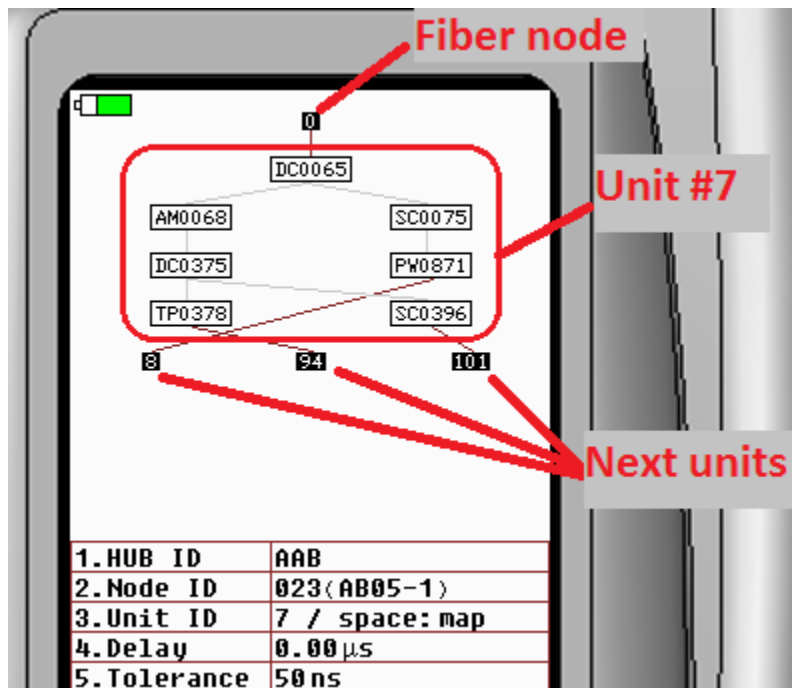 Fiber node
0
DC0065
Unit #7
AM0068 SC0075
DC0375 PW0871
TP0378 SC0396
8 94 101
Next units
1.HUB ID AAB
2.Node ID 023(AB05-1)
3.Unit ID 7 / space:map
4.Delay 0.00µs
5.Tolerance 50ns